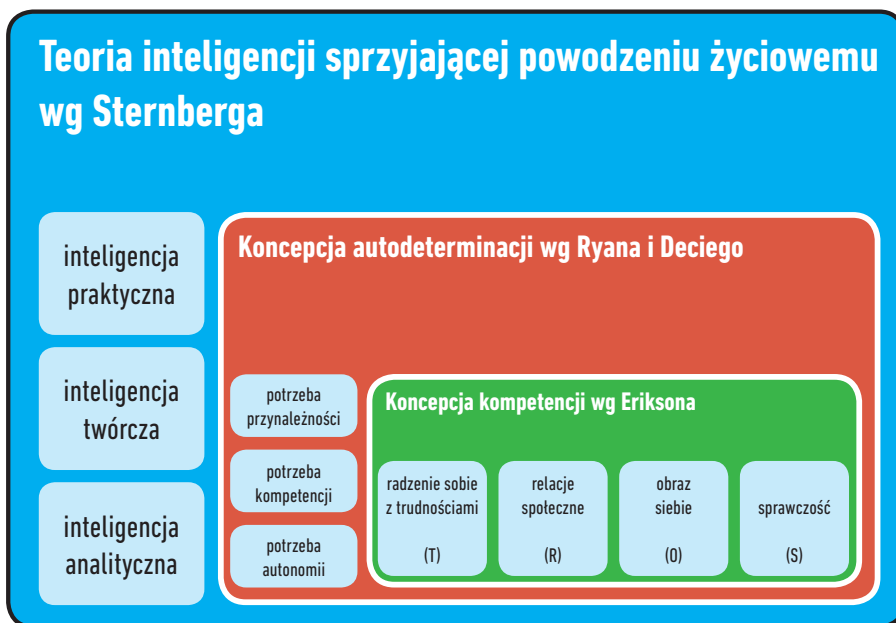 Teoria inteligencji sprzyjającej powodzeniu życiowemu
wg Sternberga
inteligencja
praktyczna
inteligencja
twórcza
inteligencja
analityczna
Koncepcja autodeterminacji wg Ryana i Deciego
potrzeba
przynależności
potrzeba
kompetencji
potrzeba
autonomii
Koncepcja kompetencji wg Eriksona
radzenie sobie
z trudnościami
(T)
relacje
społeczne
(R)
obraz
siebie
(O)
sprawczość
(S)